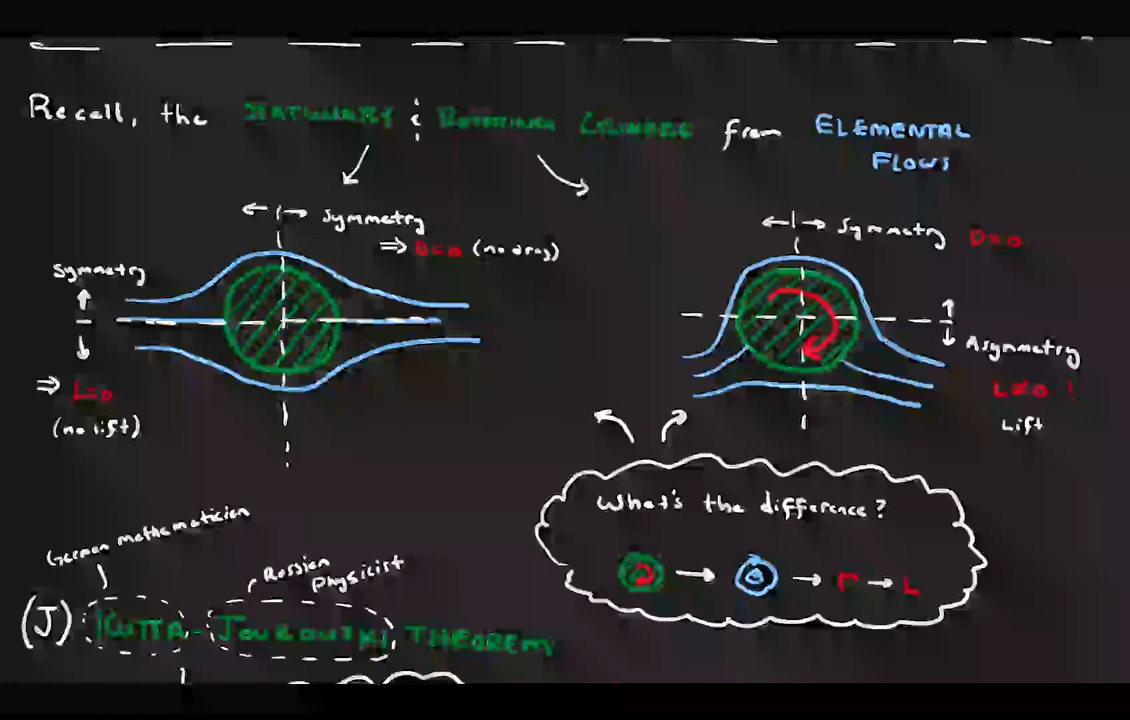 Recall, the STATIONARY & ROTATING CYLINDERS from ELEMENTAL
FLOWS
← | → Symmetry
⇒ D=0 (no drag)
Symmetry
⇒ L=0
(no lift)
← | → Symmetry D=0
Asymmetry
L≠0 !
Lift
What's the difference?
→ → Γ → L
German mathematician
Russian
Physicist
(J) KUTTA-JOUKOWSKI THEOREM